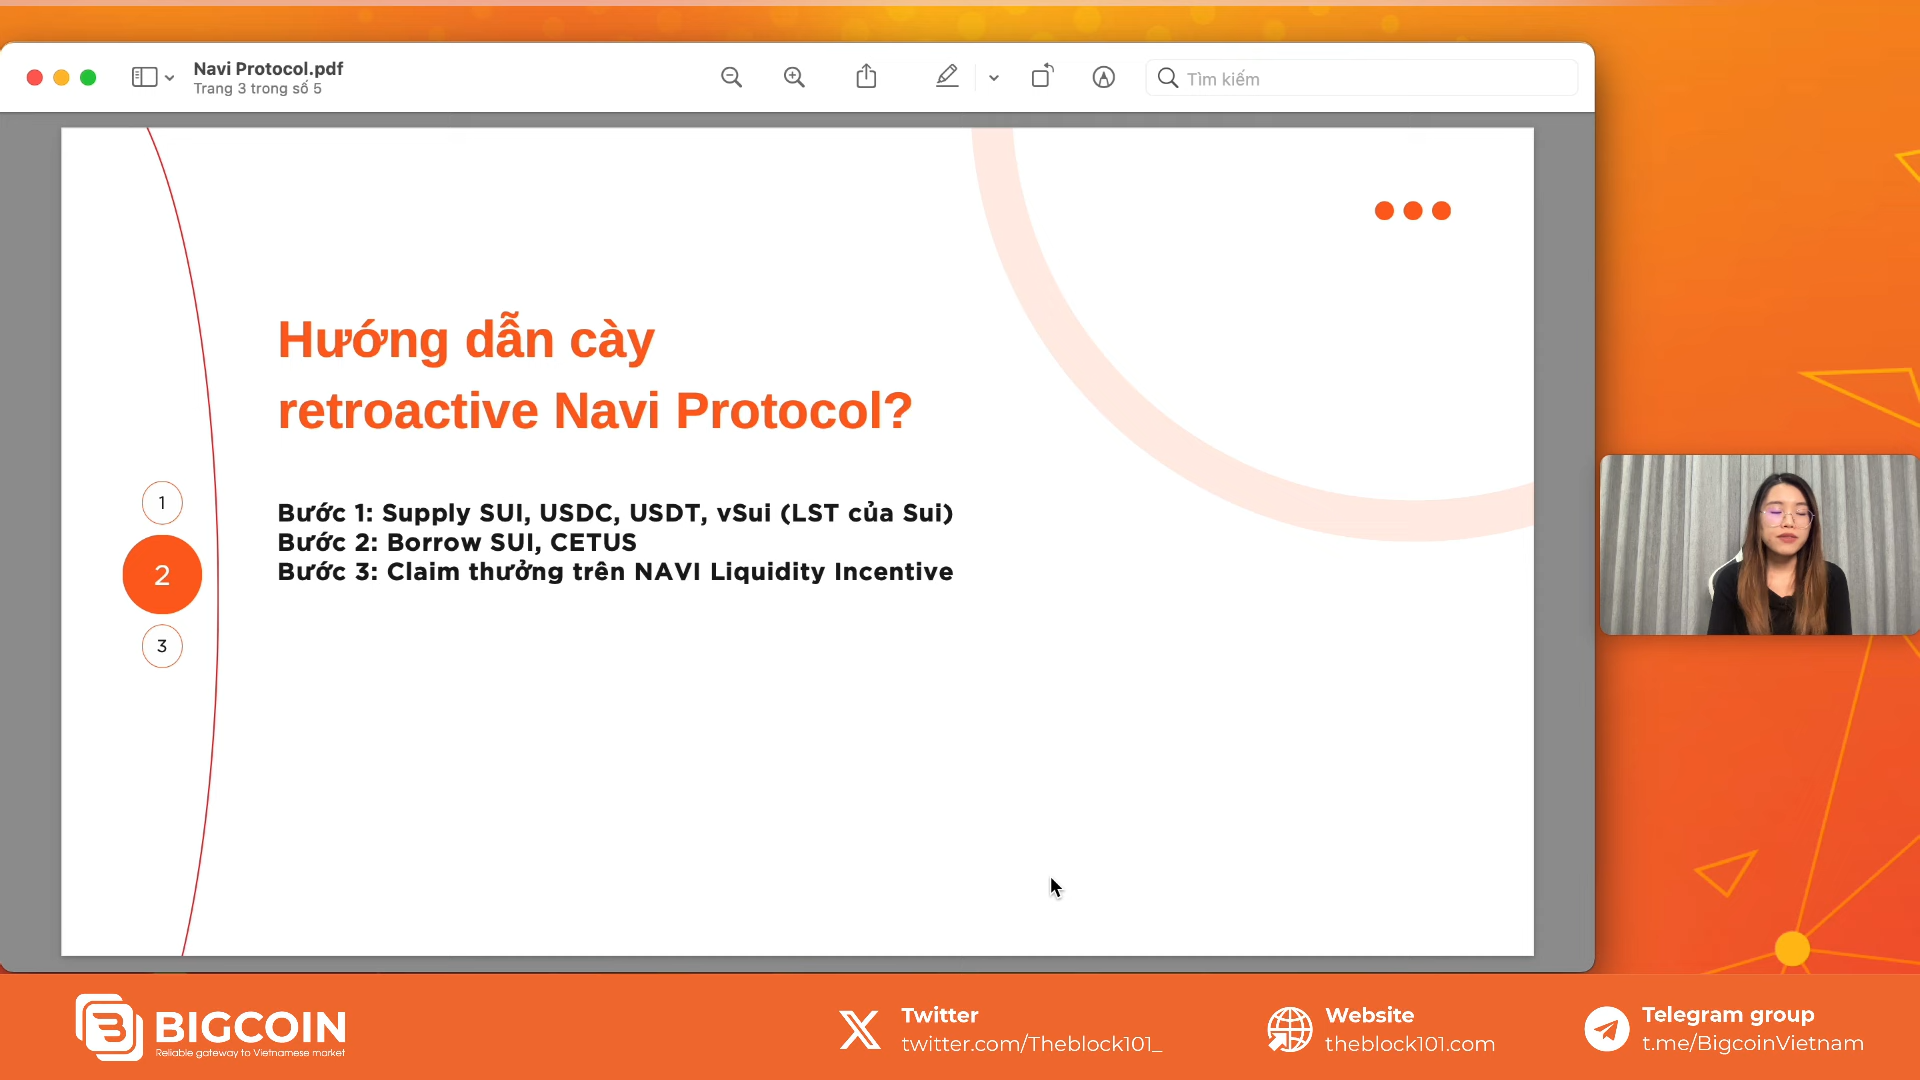 Navi Protocol.pdf
Trang 3 trong số 5
Tìm kiếm
Hướng dẫn cày
retroactive Navi Protocol?
1
2
3
Bước 1: Supply SUI, USDC, USDT, vSui (LST của Sui)
Bước 2: Borrow SUI, CETUS
Bước 3: Claim thưởng trên NAVI Liquidity Incentive
BIGCOIN
Reliable gateway to Vietnamese market
Twitter
twitter.com/Theblock101_
Website
theblock101.com
Telegram group
t.me/BigcoinVietnam